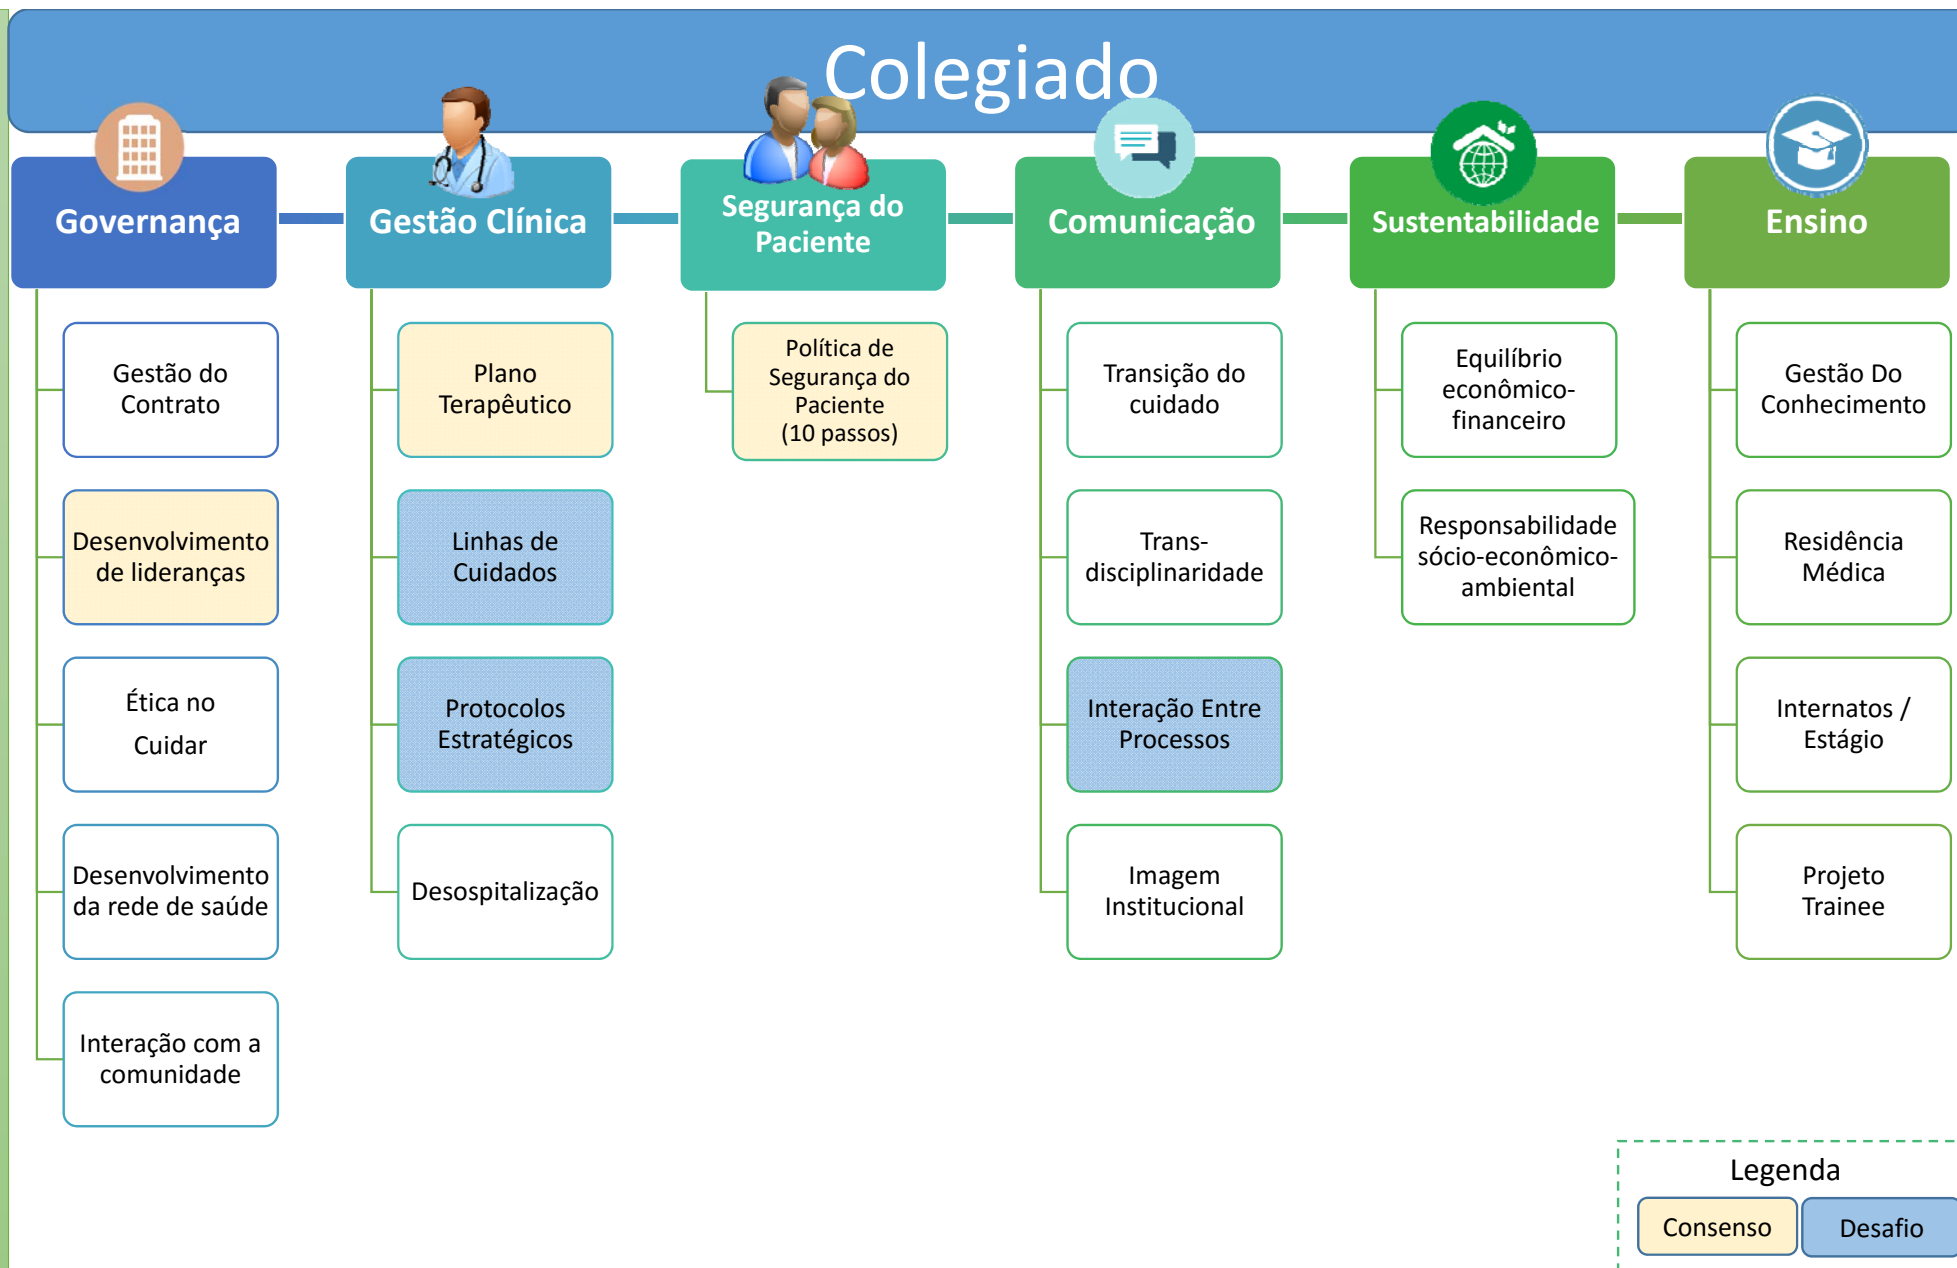 Colegiado
Governança
Gestão do
Contrato
Desenvolvimento
de lideranças
Ética no
Cuidar
Desenvolvimento
da rede de saúde
Interação com a
comunidade
Gestão Clínica
Plano
Terapêutico
Linhas de
Cuidados
Protocolos
Estratégicos
Desospitalização
Segurança do
Paciente
Política de
Segurança do
Paciente
(10 passos)
Comunicação
Transição do
cuidado
Trans-
disciplinaridade
Interação Entre
Processos
Imagem
Institucional
Sustentabilidade
Equilíbrio
econômico-
financeiro
Responsabilidade
sócio-econômico-
ambiental
Ensino
Gestão Do
Conhecimento
Residência
Médica
Internatos /
Estágio
Projeto
Trainee
Legenda
Consenso
Desafio